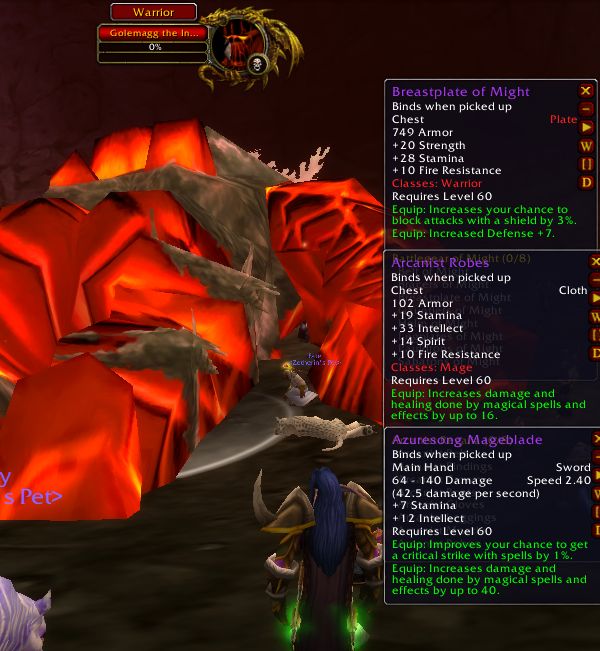 Warrior
Golemagg the In...
0%
Breastplate of Might
Binds when picked up
Chest Plate
749 Armor
+20 Strength
+28 Stamina
+10 Fire Resistance
Classes: Warrior
Requires Level 60
Equip: Increases your chance to
block attacks with a shield by 3%.
Equip: Increased Defense +7.
W
[]
D
Battlegear of Might (0/8)
Arcanist Robes
Binds when picked up
Chest Cloth
102 Armor
+19 Stamina
+33 Intellect
+14 Spirit
+10 Fire Resistance
Classes: Mage
Requires Level 60
Equip: Increases damage and
healing done by magical spells and
effects by up to 16.
Azuresong Mageblade
Binds when picked up
Main Hand Sword
64 - 140 Damage Speed 2.40
(42.5 damage per second)
+7 Stamina
+12 Intellect
Requires Level 60
Equip: Improves your chance to get
a critical strike with spells by 1%.
Equip: Increases damage and
healing done by magical spells and
effects by up to 40.
y
's Pet>